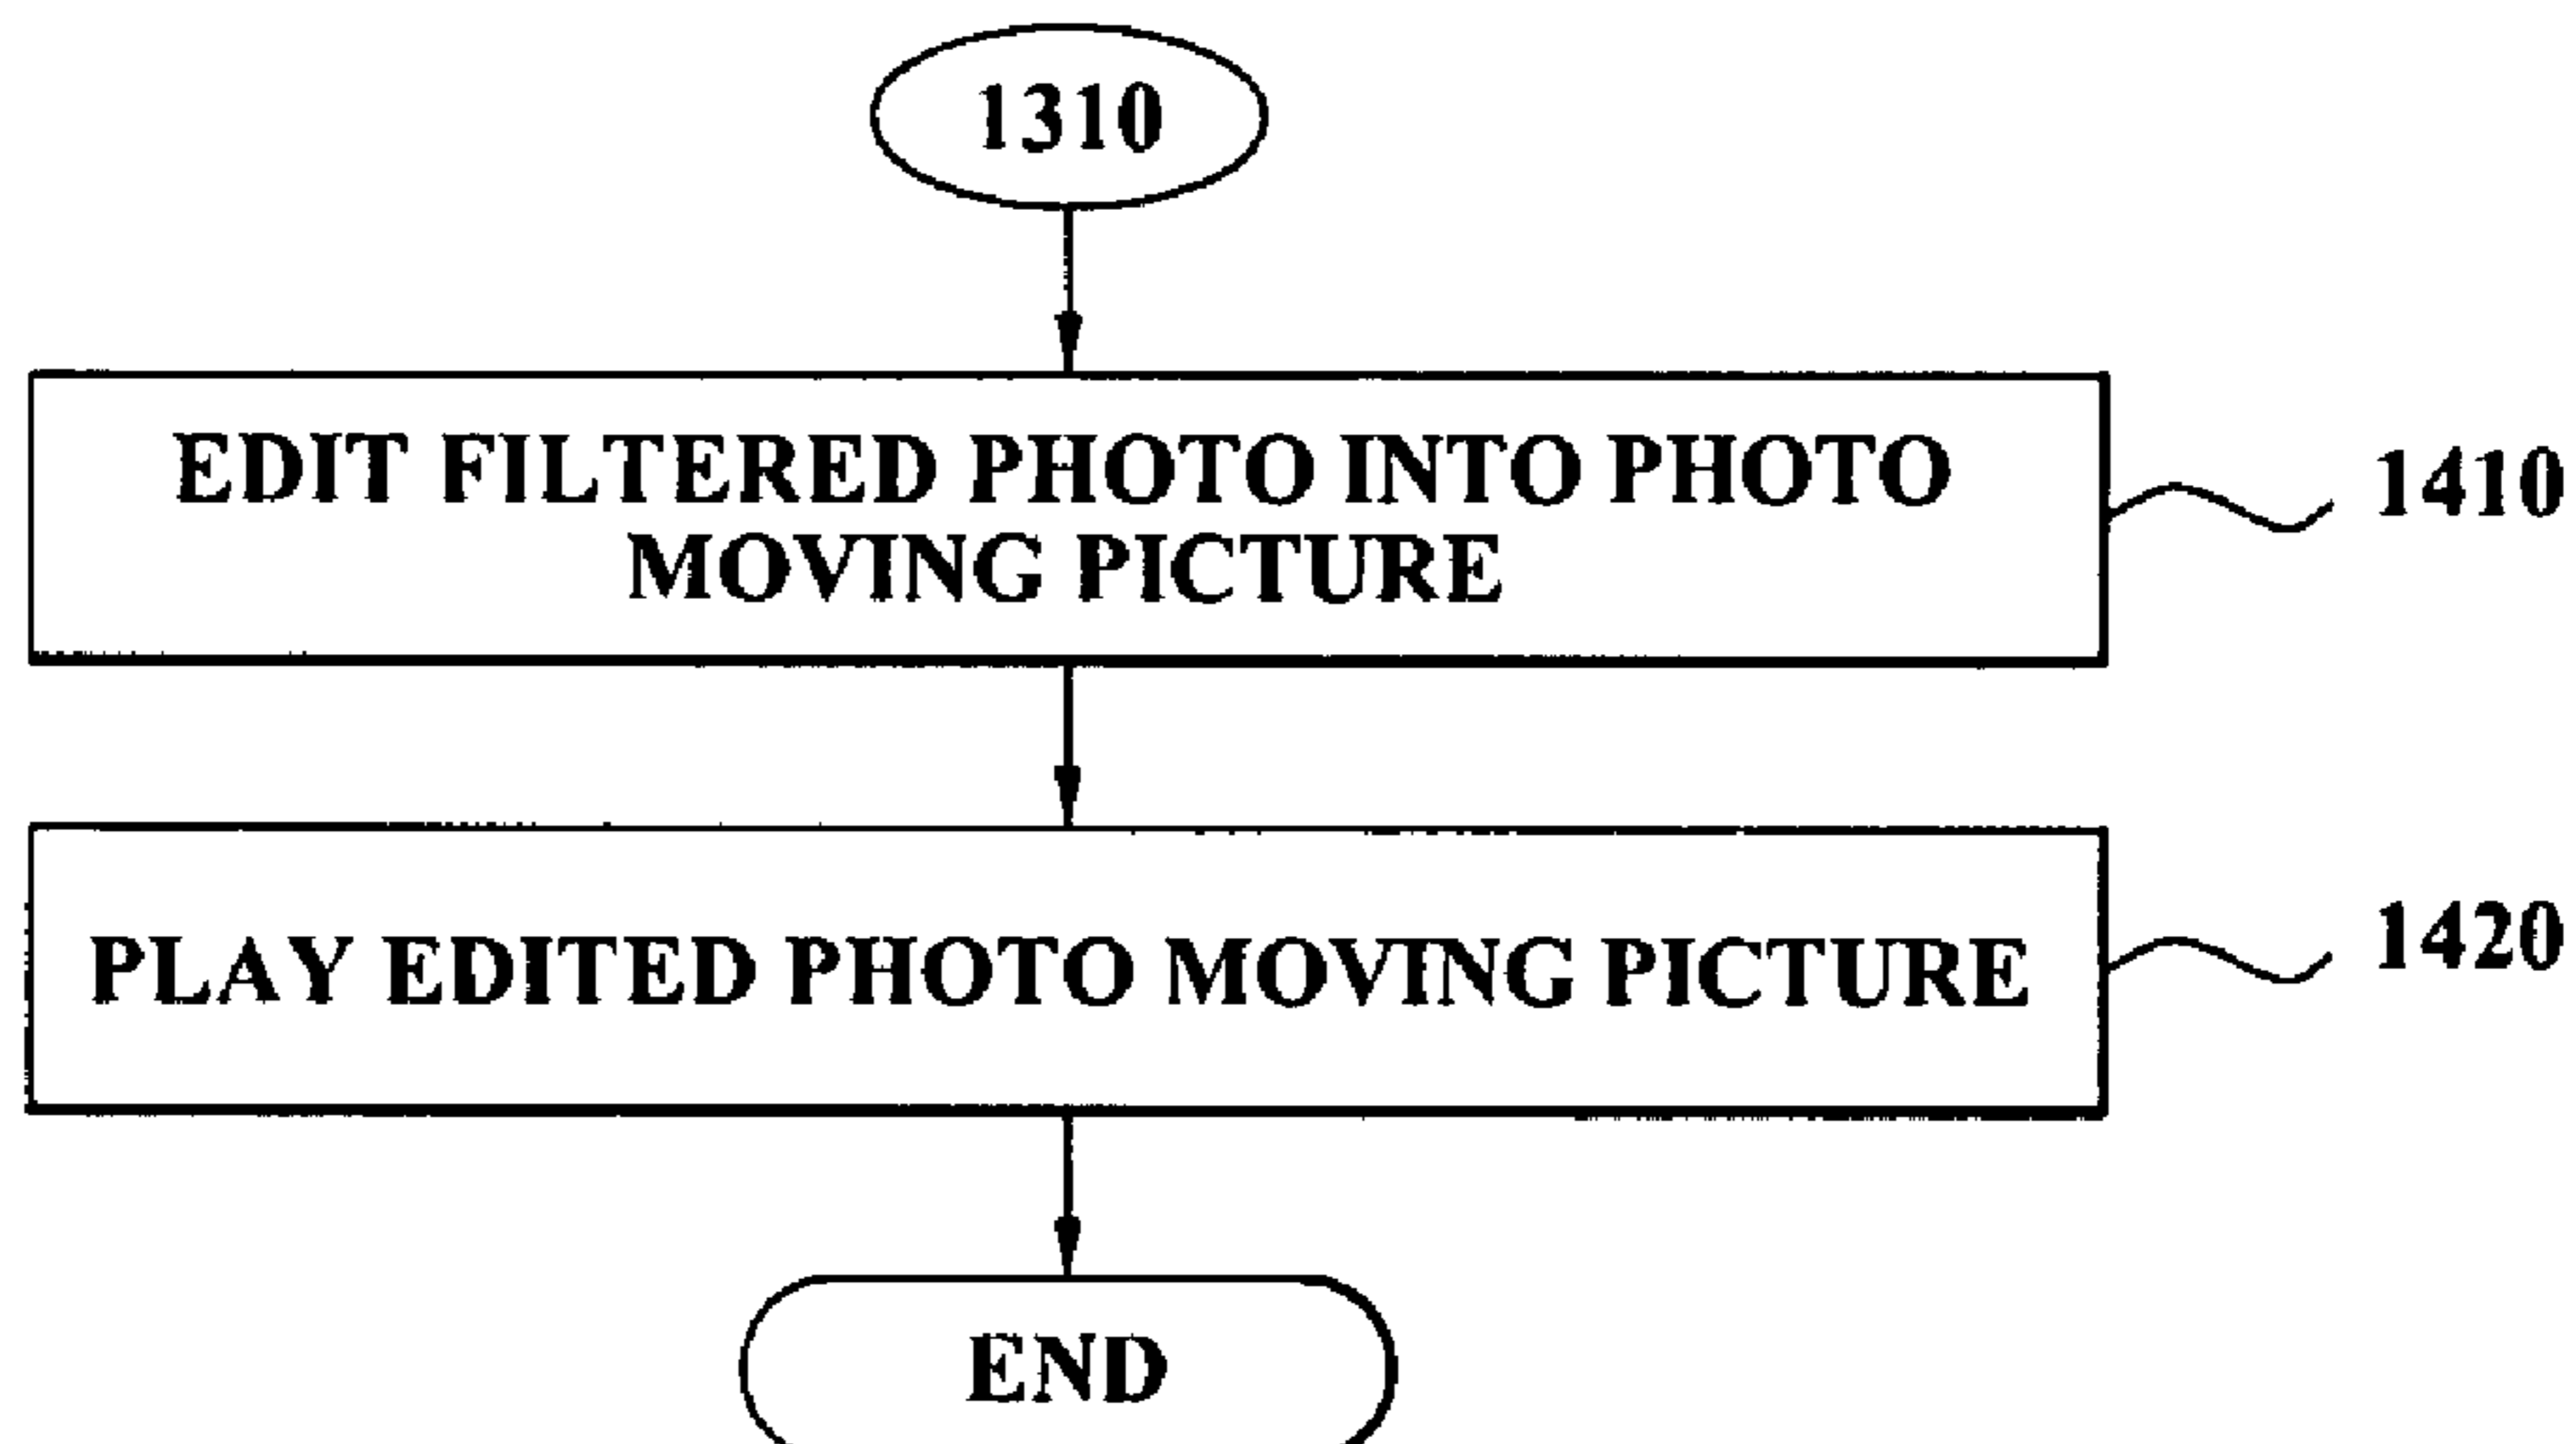 1310
EDIT FILTERED PHOTO INTO PHOTO
MOVING PICTURE
1410
PLAY EDITED PHOTO MOVING PICTURE
1420
END